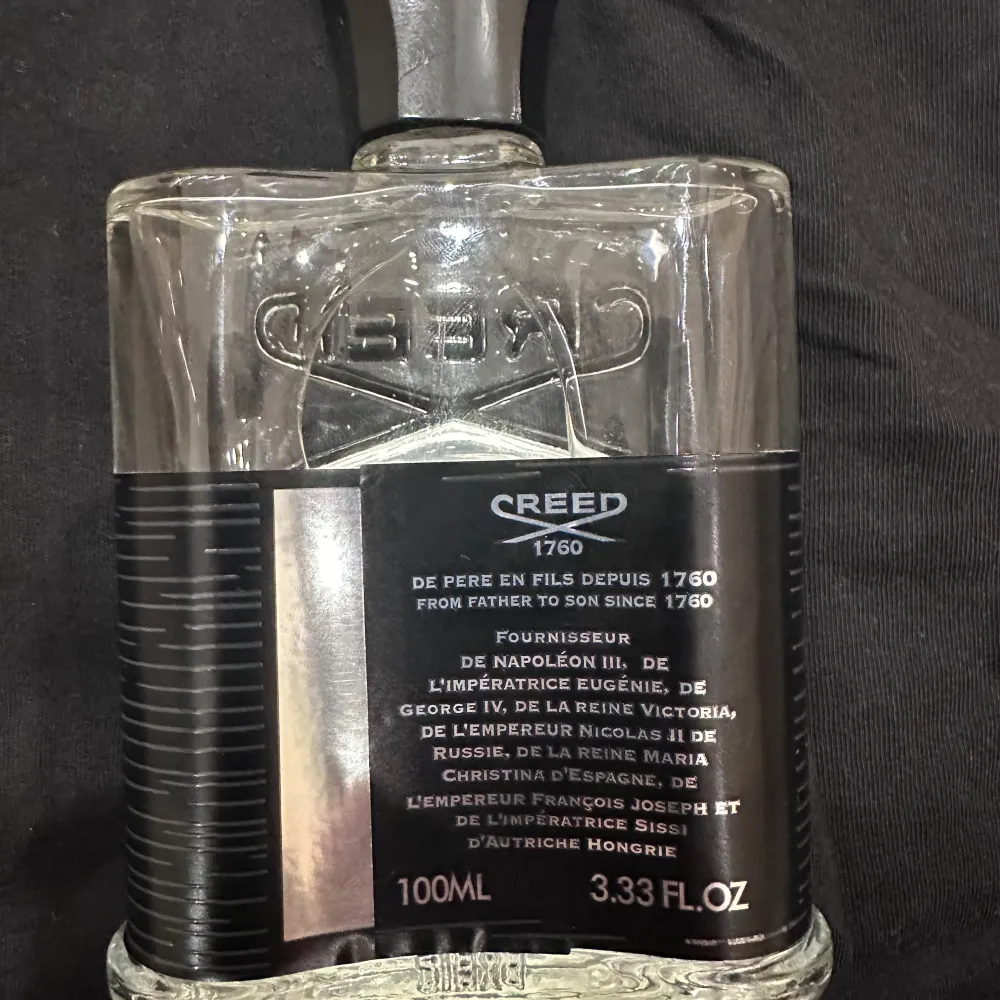 CREED
CREED
1760
DE PERE EN FILS DEPUIS 1760
FROM FATHER TO SON SINCE 1760
FOURNISSEUR
DE NAPOLÉON III, DE
L'IMPÉRATRICE EUGÉNIE, DE
GEORGE IV, DE LA REINE VICTORIA,
DE L'EMPEREUR NICOLAS II DE
RUSSIE, DE LA REINE MARIA
CHRISTINA D'ESPAGNE, DE
L'EMPEREUR FRANÇOIS JOSEPH ET
DE L'IMPÉRATRICE SISSI
D'AUTRICHE HONGRIE
100ML 3.33 FL.OZ